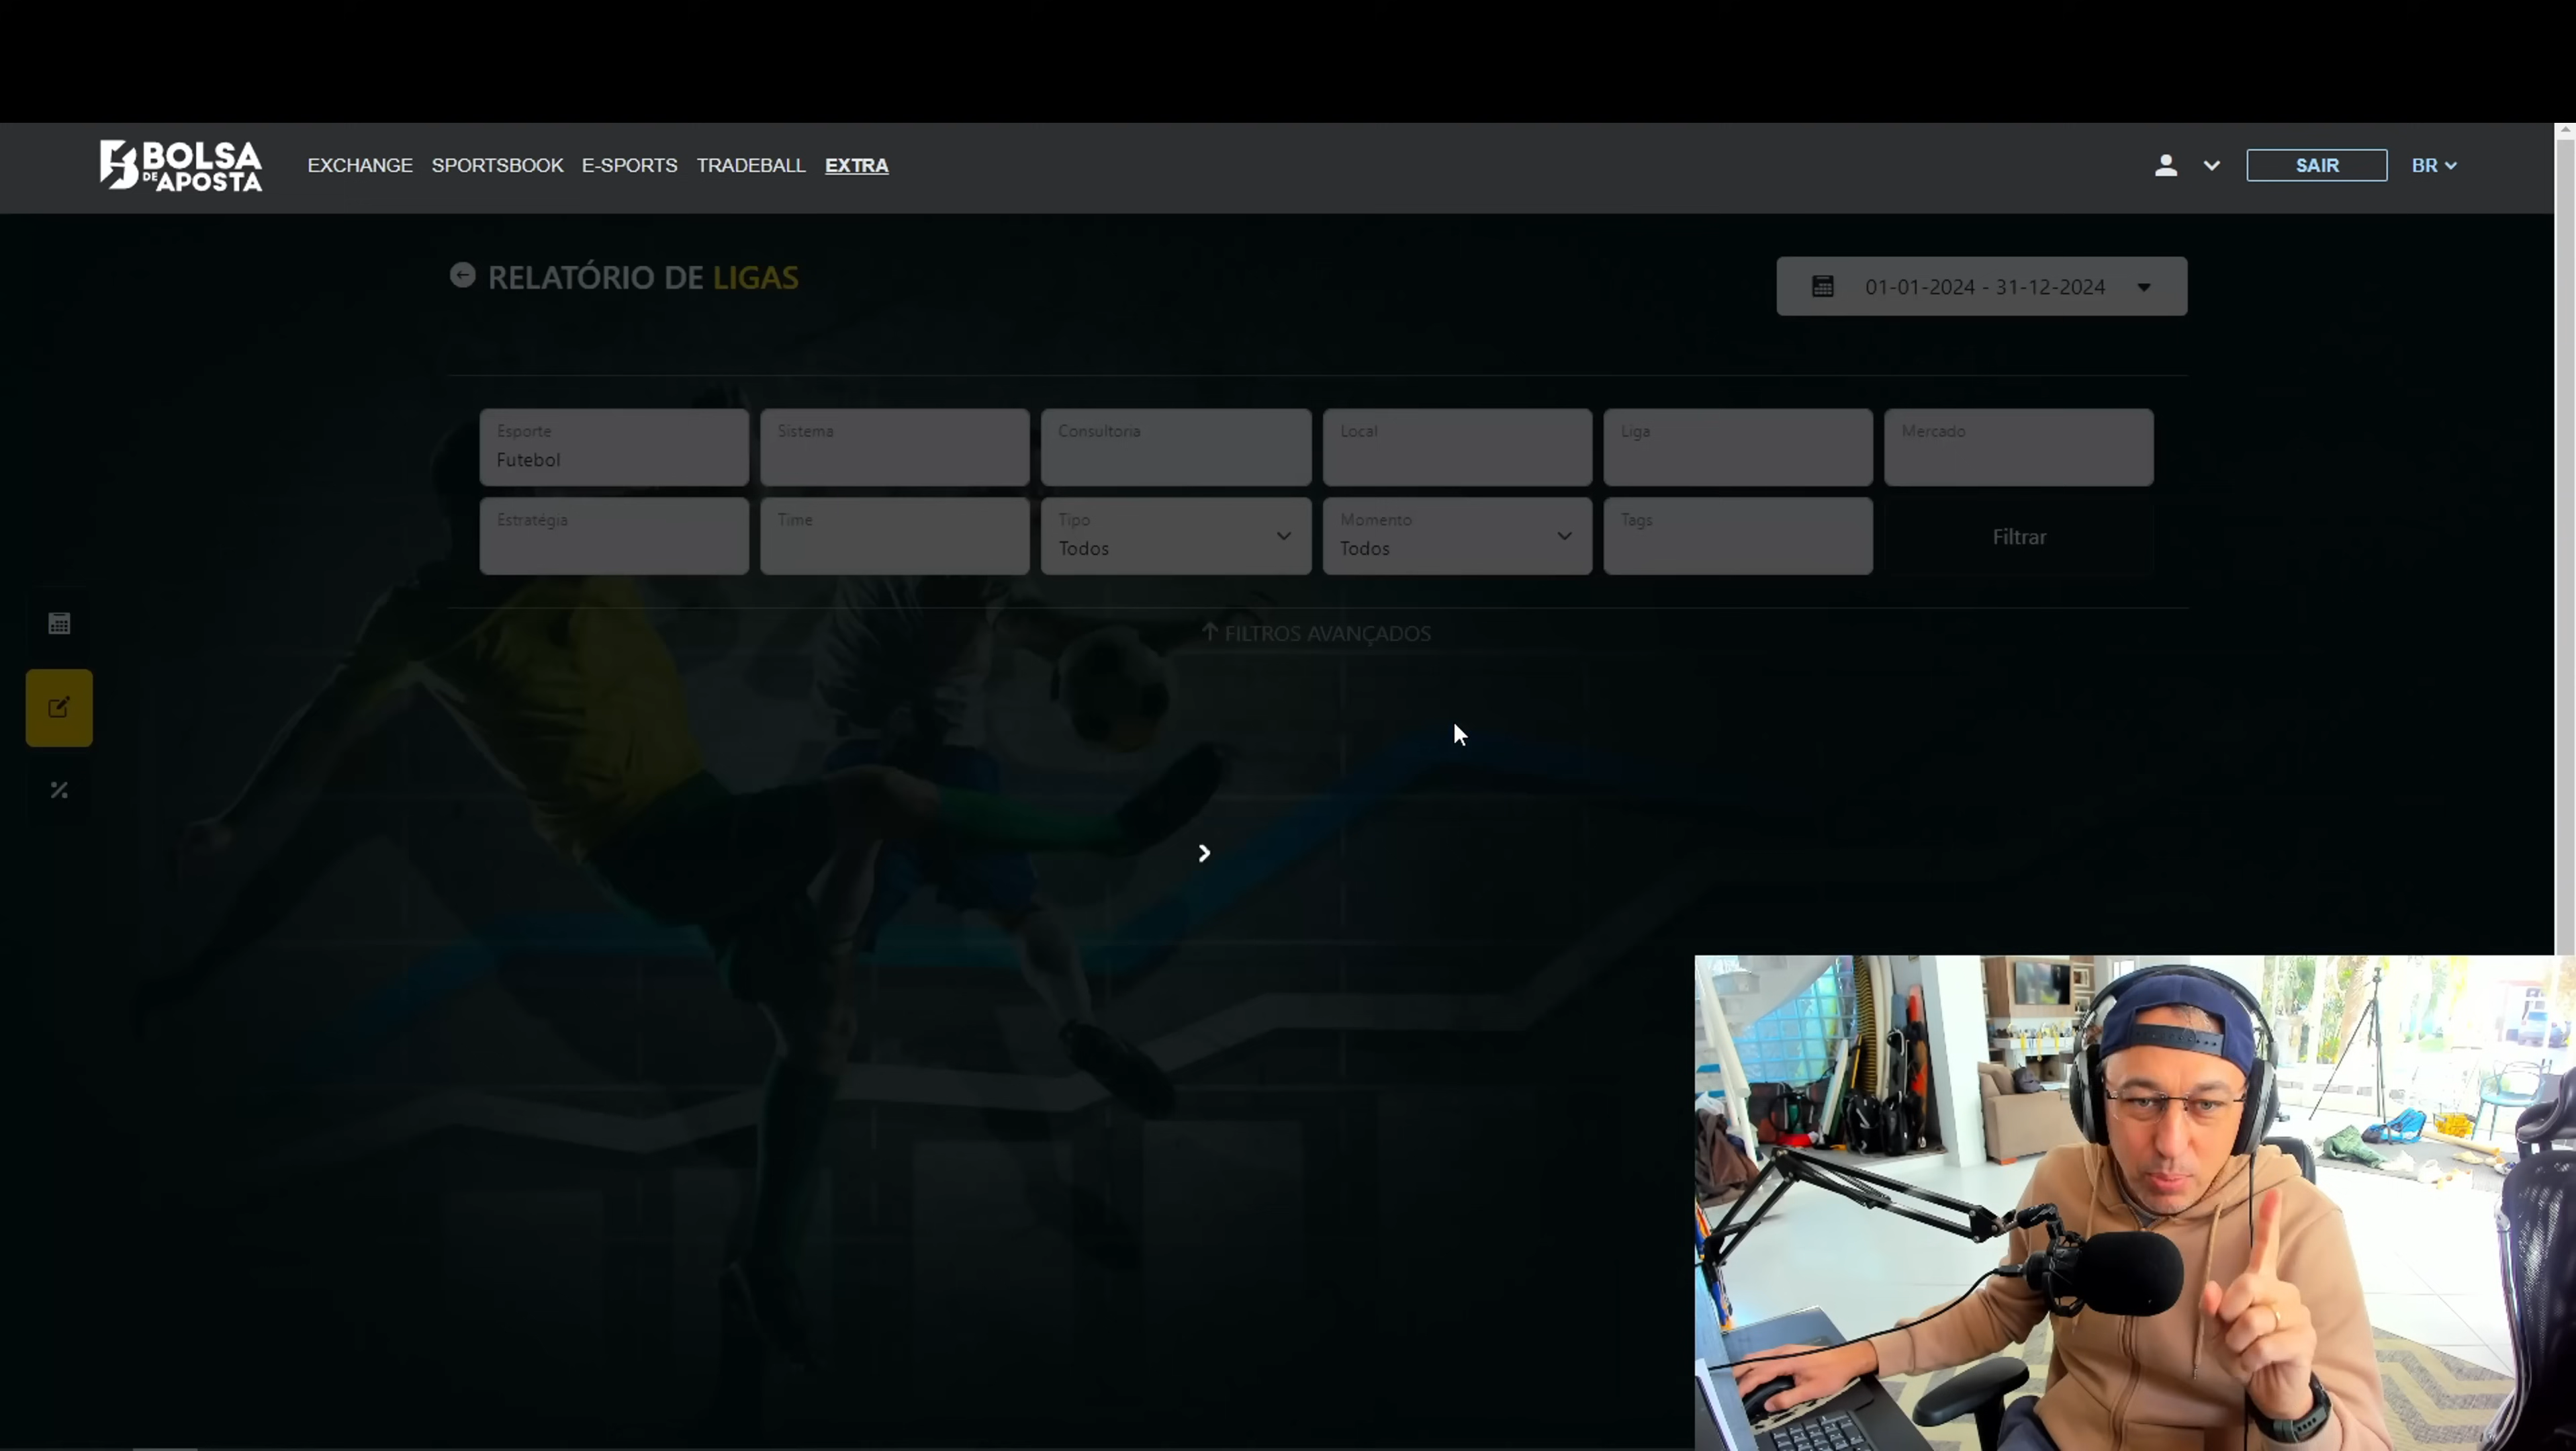 BOLSA
DE APOSTA
EXCHANGE SPORTSBOOK E-SPORTS TRADEBALL EXTRA
SAIR
BR
RELATÓRIO DE LIGAS
01-01-2024 - 31-12-2024
Esporte Sistema Consultoria Local Liga Mercado
Futebol
Estratégia Time Tipo Momento Tags
Todos Todos
Filtrar
FILTROS AVANÇADOS